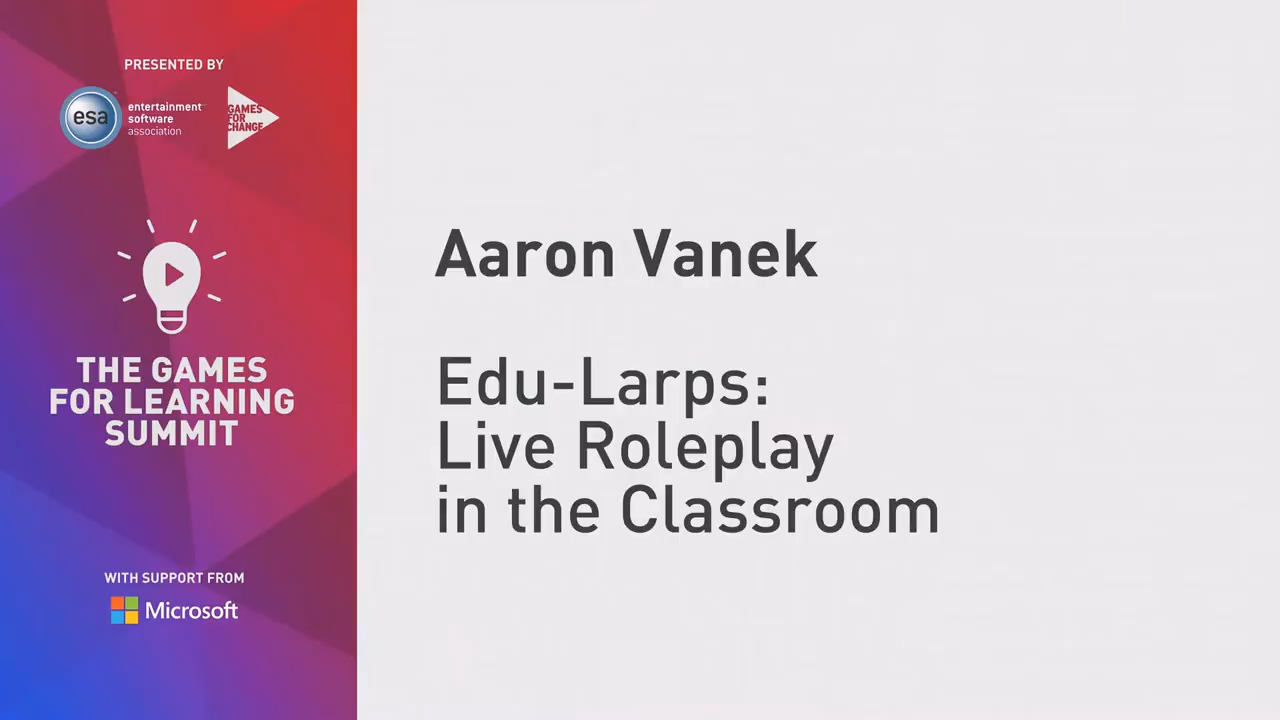 PRESENTED BY
esa
entertainment
software
association
GAMES
FOR
CHANGE
THE GAMES
FOR LEARNING
SUMMIT
WITH SUPPORT FROM
Microsoft
Aaron Vanek
Edu-Larps:
Live Roleplay
in the Classroom